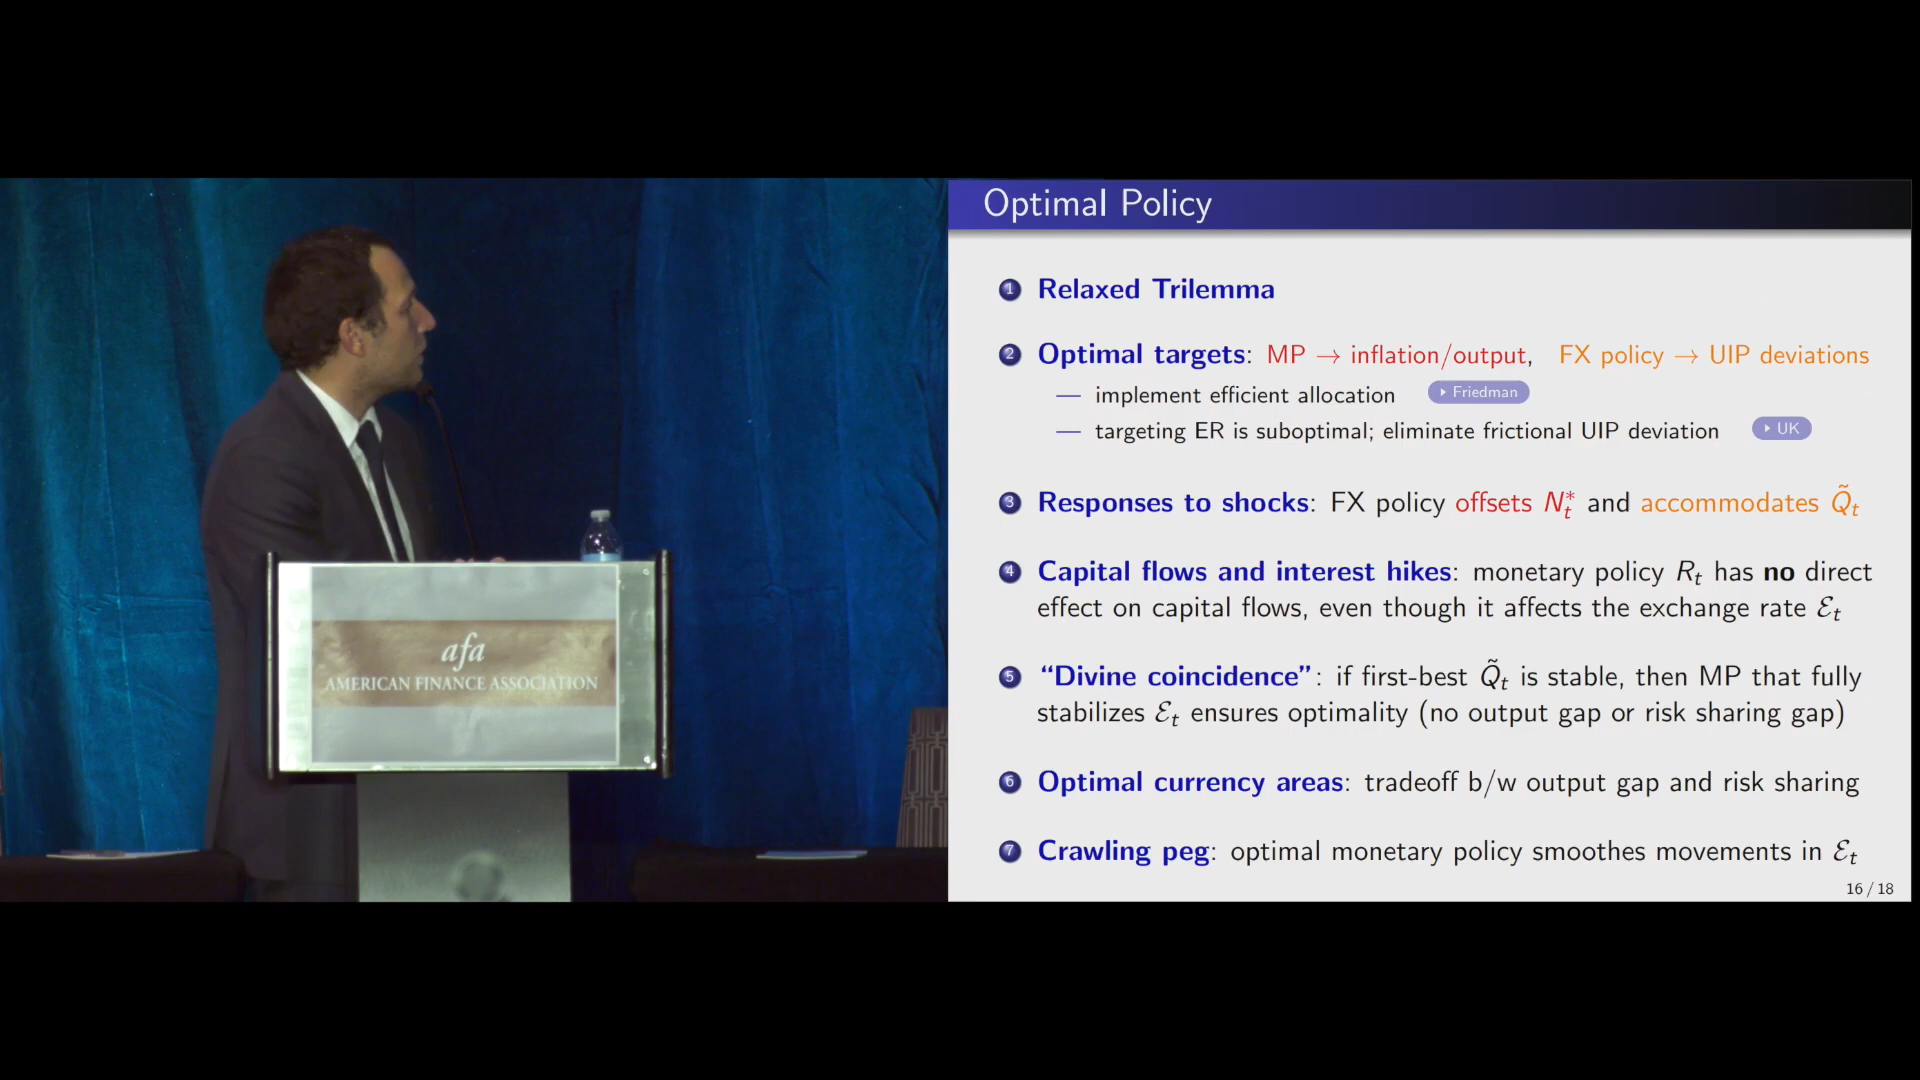 Optimal Policy
1 Relaxed Trilemma
2 Optimal targets: MP → inflation/output, FX policy → UIP deviations
— implement efficient allocation Friedman
— targeting ER is suboptimal; eliminate frictional UIP deviation UK
3 Responses to shocks: FX policy offsets N*ₜ and accommodates Q̃ₜ
4 Capital flows and interest hikes: monetary policy Rₜ has no direct
effect on capital flows, even though it affects the exchange rate ℰₜ
5 “Divine coincidence”: if first-best Q̃ₜ is stable, then MP that fully
stabilizes ℰₜ ensures optimality (no output gap or risk sharing gap)
6 Optimal currency areas: tradeoff b/w output gap and risk sharing
7 Crawling peg: optimal monetary policy smoothes movements in ℰₜ
16 / 18
afa
AMERICAN FINANCE ASSOCIATION